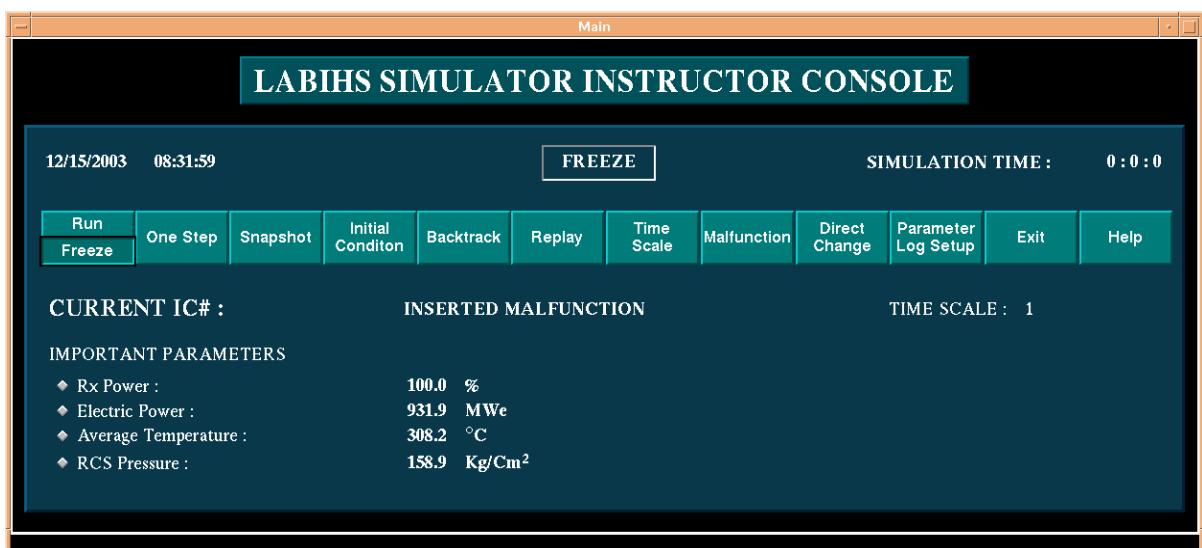 Main
LABIHS SIMULATOR INSTRUCTOR CONSOLE
12/15/2003 08:31:59 FREEZE SIMULATION TIME : 0 : 0 : 0
Run
Freeze
One Step
Snapshot
Initial
Conditon
Backtrack
Replay
Time
Scale
Malfunction
Direct
Change
Parameter
Log Setup
Exit
Help
CURRENT IC# : INSERTED MALFUNCTION TIME SCALE : 1
IMPORTANT PARAMETERS
Rx Power : 100.0 %
Electric Power : 931.9 MWe
Average Temperature : 308.2 °C
RCS Pressure : 158.9 Kg/Cm²